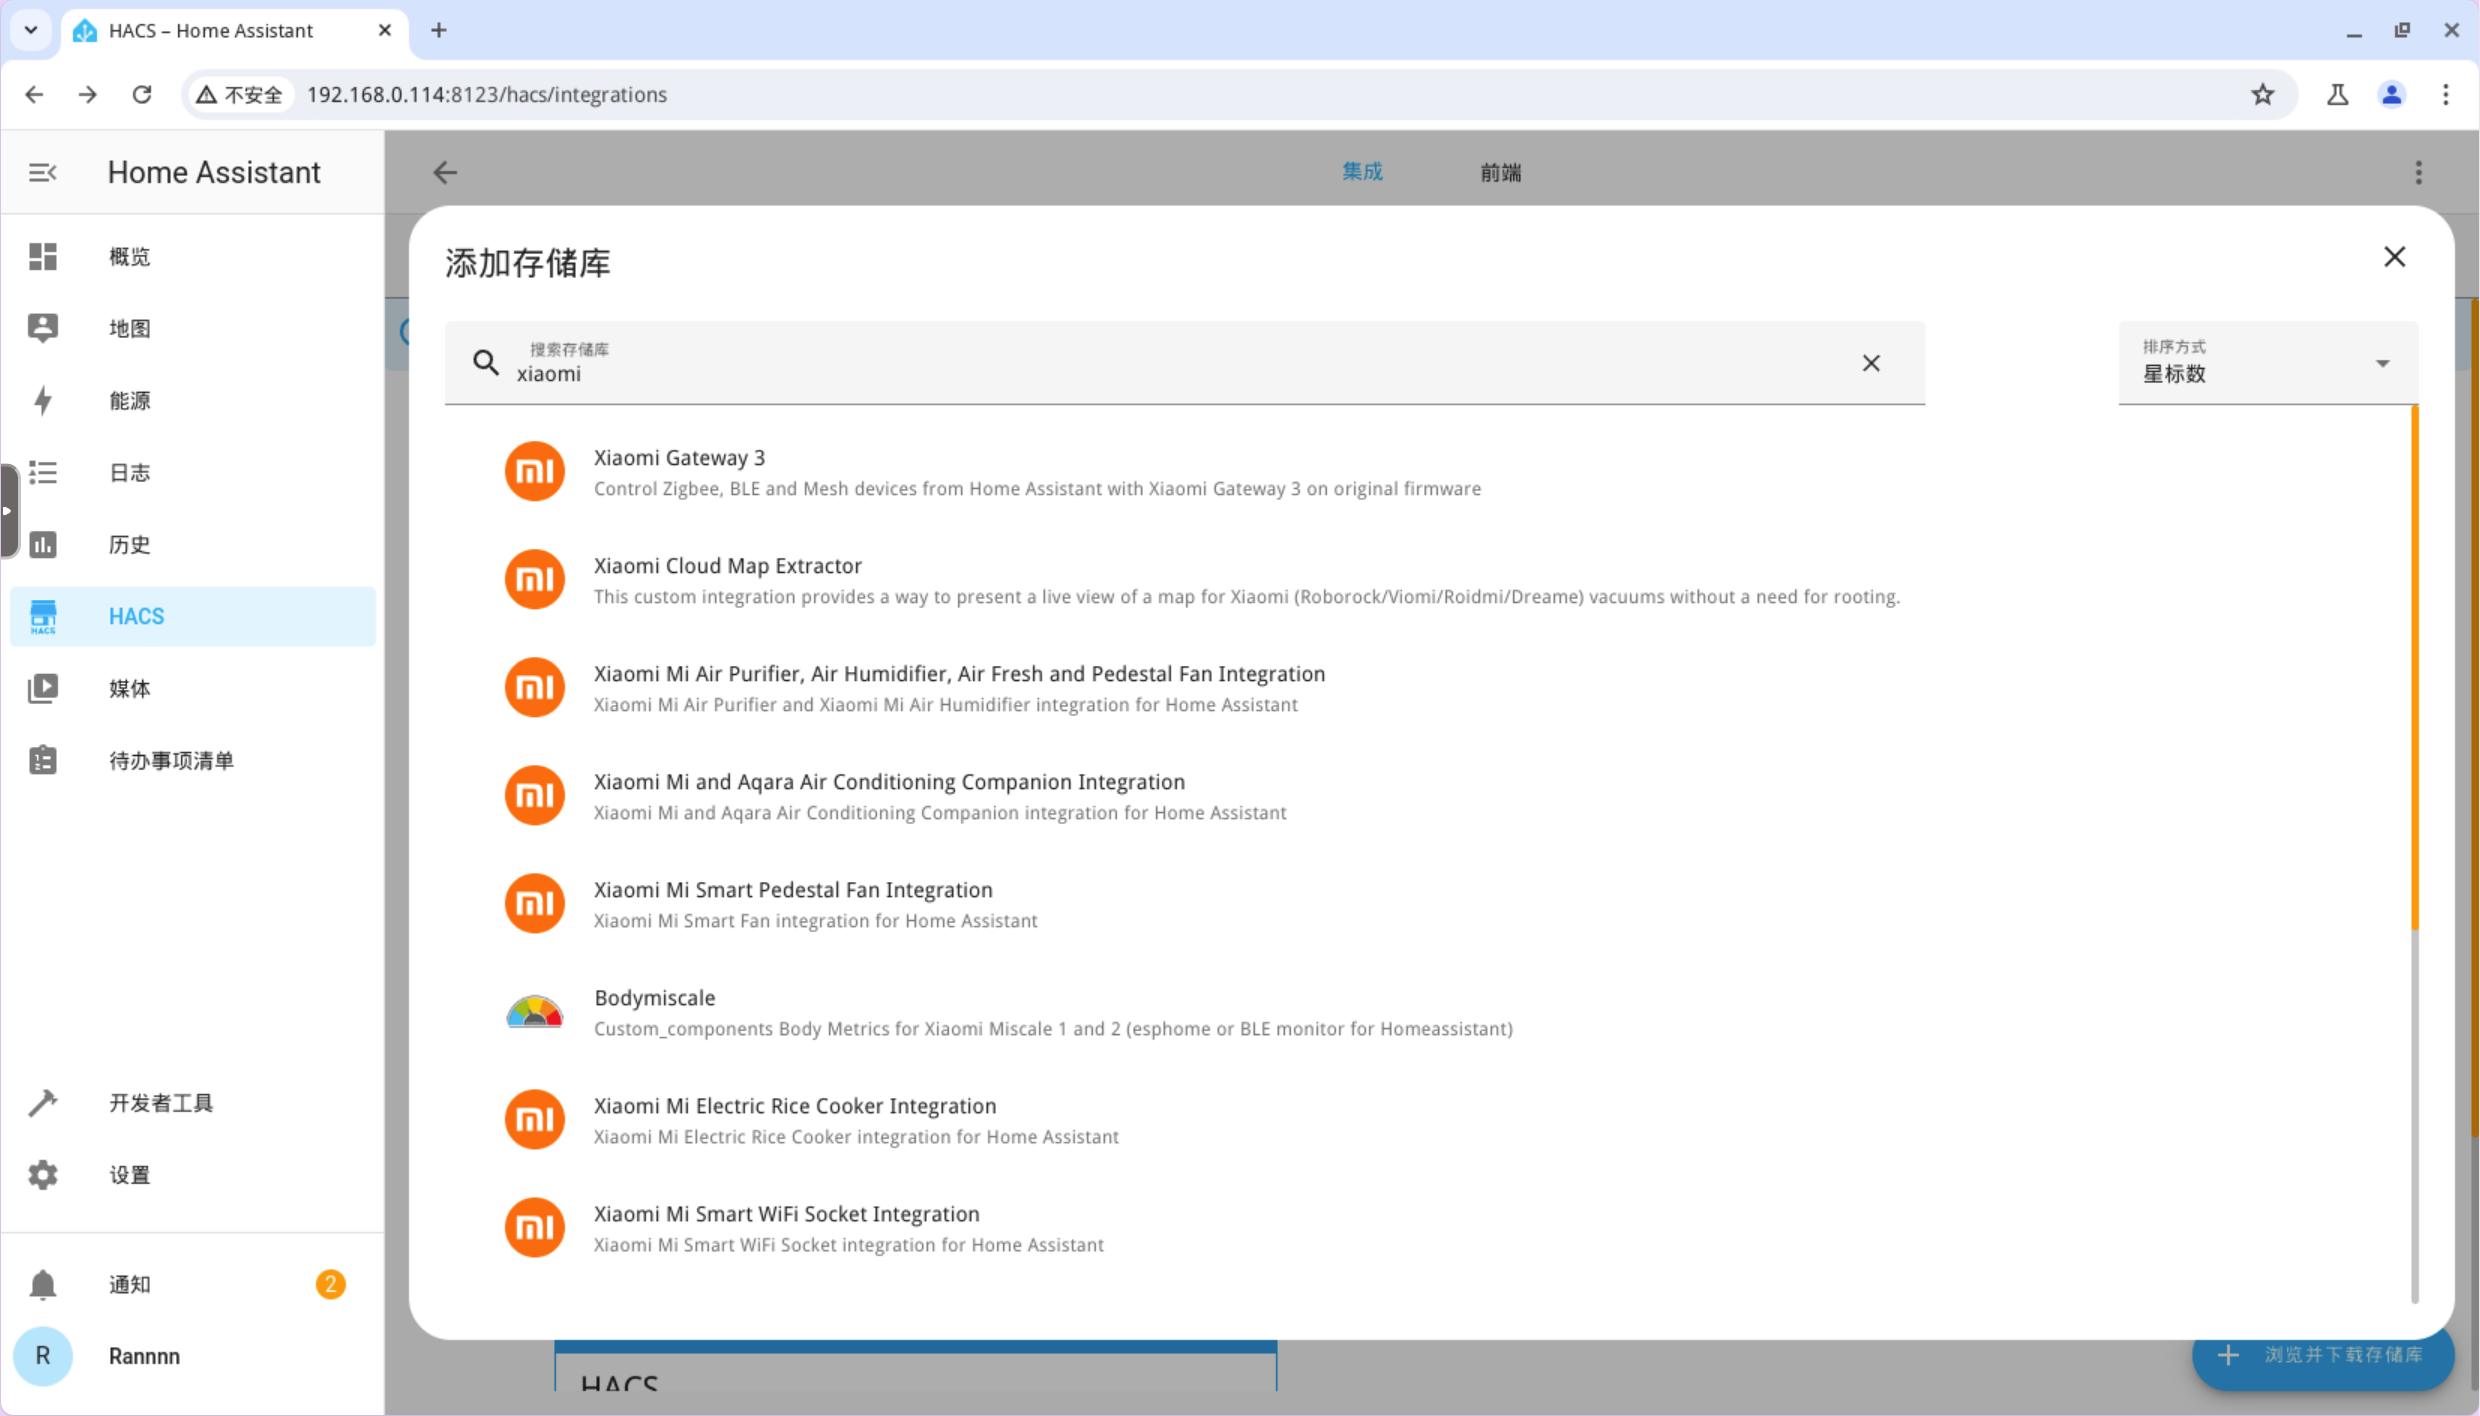 HACS – Home Assistant
不安全
192.168.0.114:8123/hacs/integrations
Home Assistant
集成
前端
概览
地图
能源
日志
历史
HACS
HACS
媒体
待办事项清单
开发者工具
设置
通知
2
R
Rannnn
添加存储库
搜索存储库
xiaomi
排序方式
星标数
Xiaomi Gateway 3
Control Zigbee, BLE and Mesh devices from Home Assistant with Xiaomi Gateway 3 on original firmware
Xiaomi Cloud Map Extractor
This custom integration provides a way to present a live view of a map for Xiaomi (Roborock/Viomi/Roidmi/Dreame) vacuums without a need for rooting.
Xiaomi Mi Air Purifier, Air Humidifier, Air Fresh and Pedestal Fan Integration
Xiaomi Mi Air Purifier and Xiaomi Mi Air Humidifier integration for Home Assistant
Xiaomi Mi and Aqara Air Conditioning Companion Integration
Xiaomi Mi and Aqara Air Conditioning Companion integration for Home Assistant
Xiaomi Mi Smart Pedestal Fan Integration
Xiaomi Mi Smart Fan integration for Home Assistant
Bodymiscale
Custom_components Body Metrics for Xiaomi Miscale 1 and 2 (esphome or BLE monitor for Homeassistant)
Xiaomi Mi Electric Rice Cooker Integration
Xiaomi Mi Electric Rice Cooker integration for Home Assistant
Xiaomi Mi Smart WiFi Socket Integration
Xiaomi Mi Smart WiFi Socket integration for Home Assistant
HACS
浏览并下载存储库